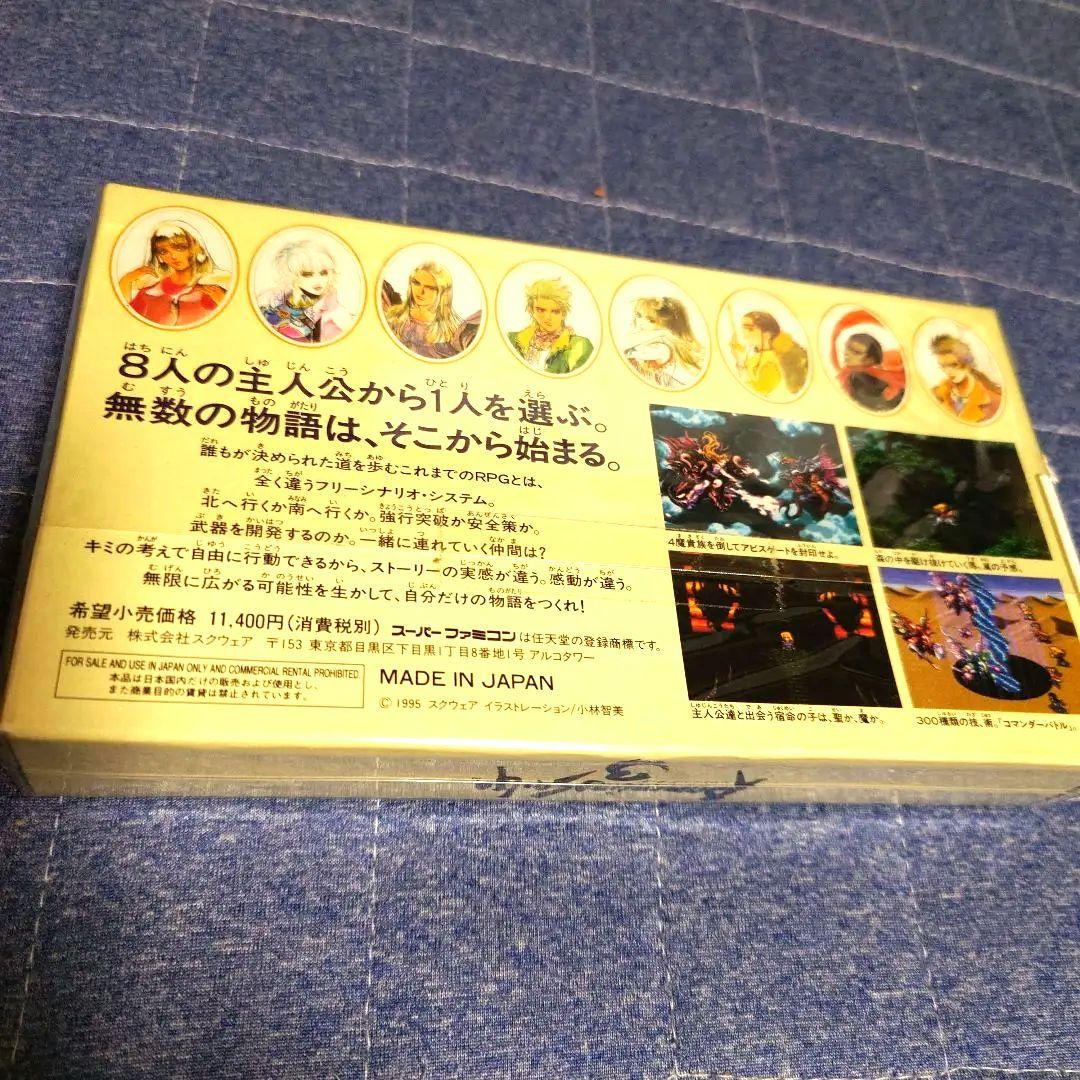 8人の主人公から1人を選ぶ。
無数の物語は、そこから始まる。
誰もが決められた道を歩むこれまでのRPGとは、
全く違うフリーシナリオ・システム。
北へ行くか南へ行くか。強行突破か安全策か。
武器を開発するのか。一緒に連れていく仲間は?
キミの考えで自由に行動できるから、ストーリーの実感が違う。感動が違う。
無限に広がる可能性を生かして、自分だけの物語をつくれ!
希望小売価格 11,400円(消費税別) スーパーファミコンは任天堂の登録商標です。
発売元 株式会社スクウェア 〒153 東京都目黒区下目黒1丁目8番地1号 アルコタワー
FOR SALE AND USE IN JAPAN ONLY AND COMMERCIAL RENTAL PROHIBITED.
本品は日本国内だけの販売および使用とし、
また商業目的の賃貸は禁止されています。
MADE IN JAPAN
© 1995 スクウェア イラストレーション/小林智美
4魔貴族を倒してアビスゲートを封印せよ。
森の中を駆け抜けていく馬。嵐の予感。
主人公達と出会う宿命の子は、聖か、魔か。
300種類の技、術。「コマンダーバトル」
3